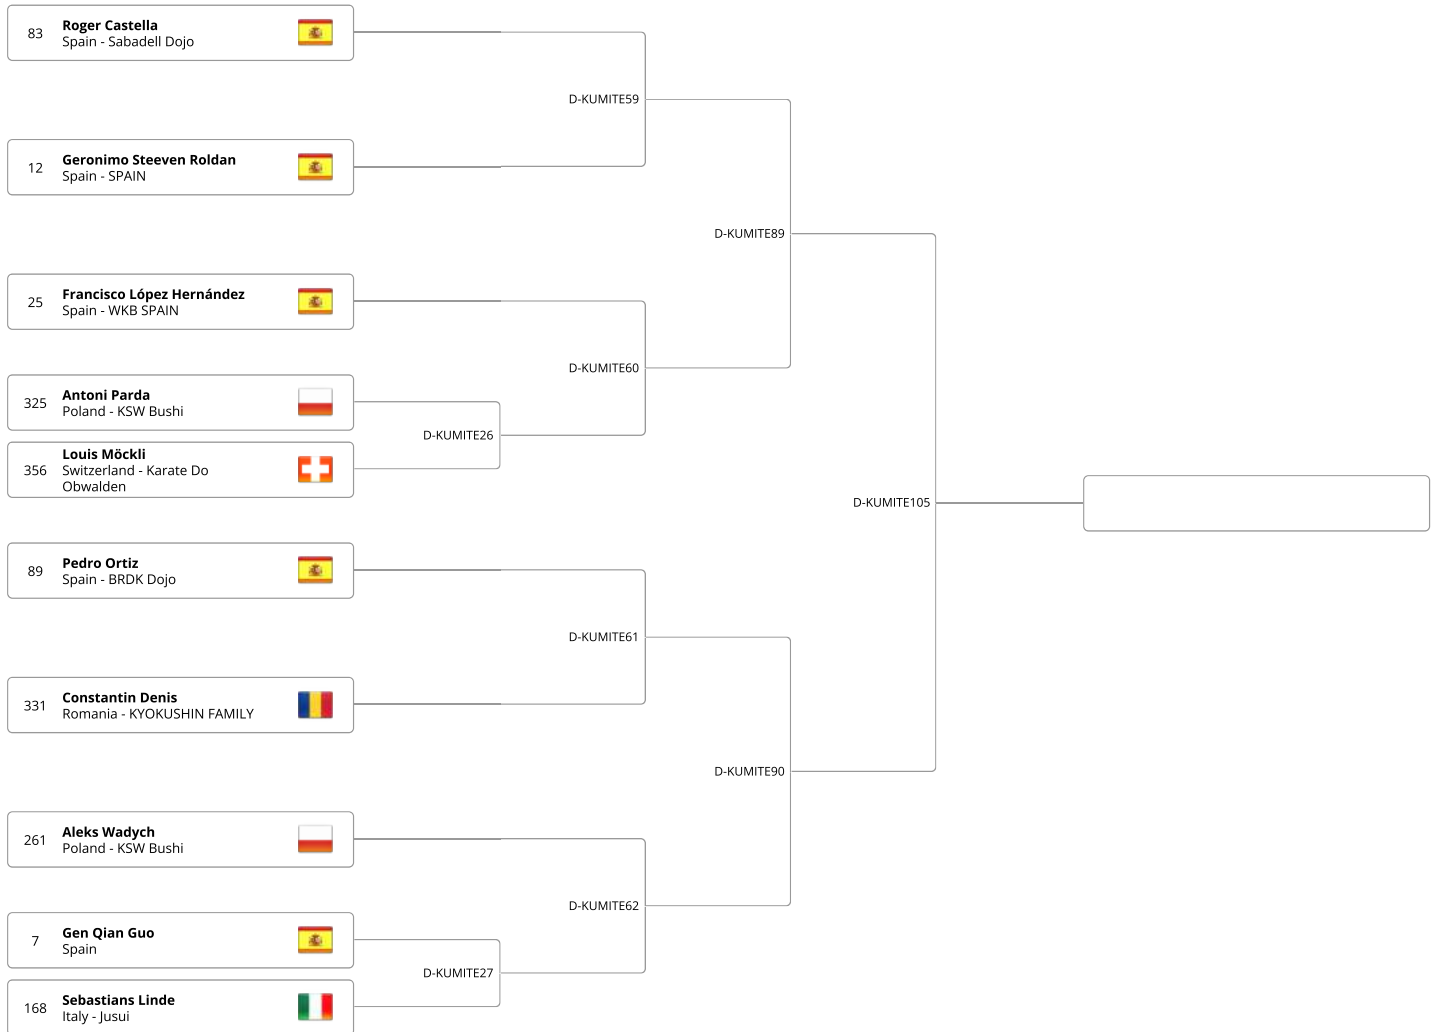 83
Roger Castella
Spain - Sabadell Dojo
D-KUMITE59
12
Geronimo Steeven Roldan
Spain - SPAIN
D-KUMITE89
25
Francisco López Hernández
Spain - WKB SPAIN
D-KUMITE60
325
Antoni Parda
Poland - KSW Bushi
D-KUMITE26
356
Louis Möckli
Switzerland - Karate Do
Obwalden
D-KUMITE105
89
Pedro Ortiz
Spain - BRDK Dojo
D-KUMITE61
331
Constantin Denis
Romania - KYOKUSHIN FAMILY
D-KUMITE90
261
Aleks Wadych
Poland - KSW Bushi
D-KUMITE62
7
Gen Qian Guo
Spain
D-KUMITE27
168
Sebastians Linde
Italy - Jusui